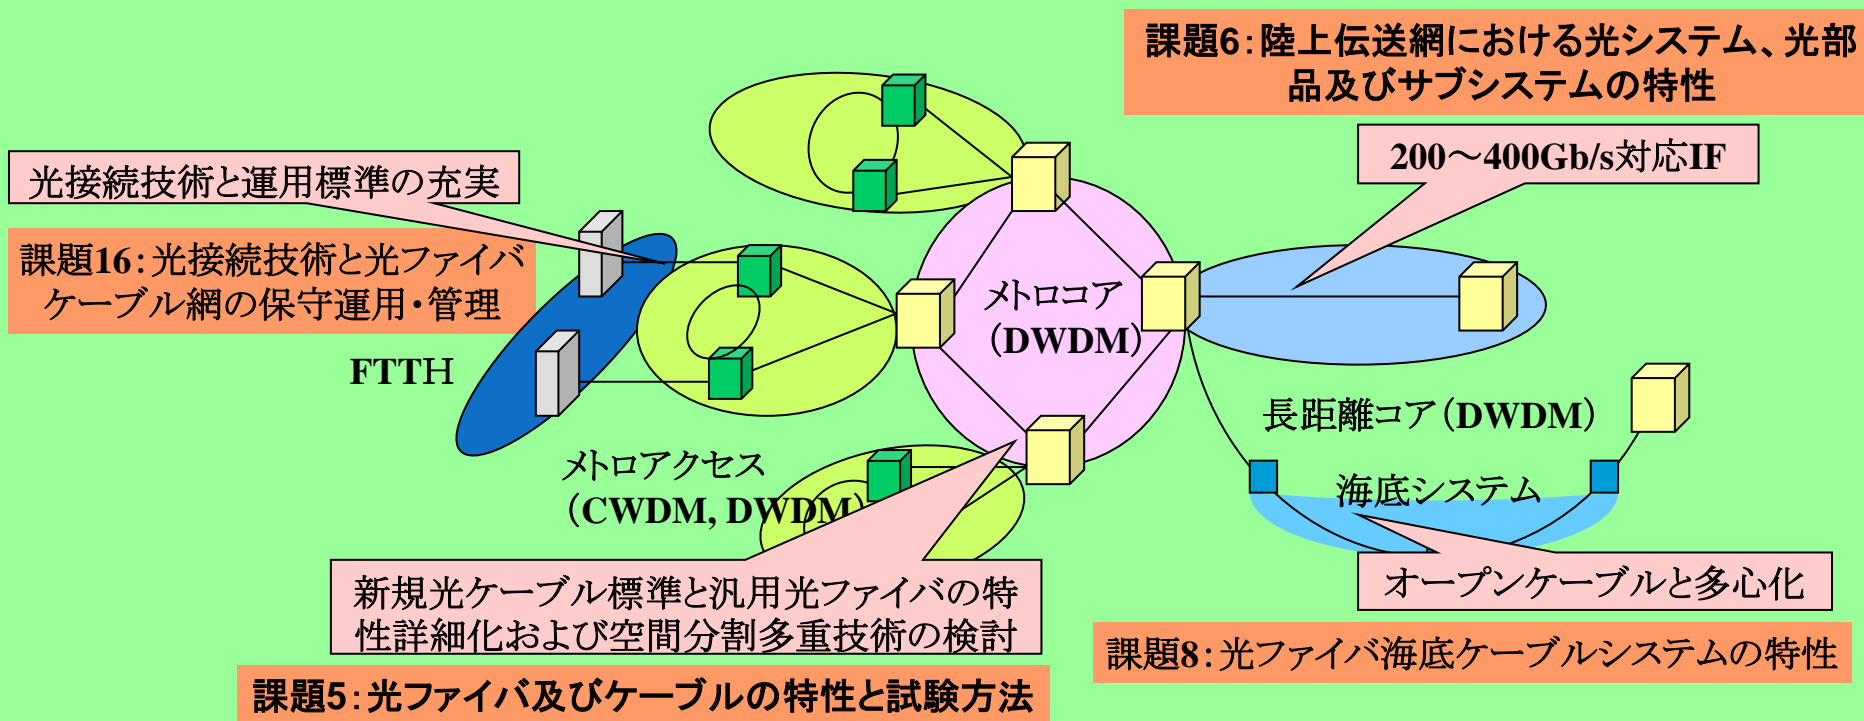 課題6：陸上伝送網における光システム、光部
品及びサブシステムの特性
200～400Gb/s対応IF
光接続技術と運用標準の充実
課題16：光接続技術と光ファイバ
ケーブル網の保守運用・管理
メトロコア
（DWDM）
FTTH
長距離コア（DWDM）
メトロアクセス
（CWDM, DWDM）
海底システム
新規光ケーブル標準と汎用光ファイバの特
性詳細化および空間分割多重技術の検討
オープンケーブルと多心化
課題8：光ファイバ海底ケーブルシステムの特性
課題5：光ファイバ及びケーブルの特性と試験方法